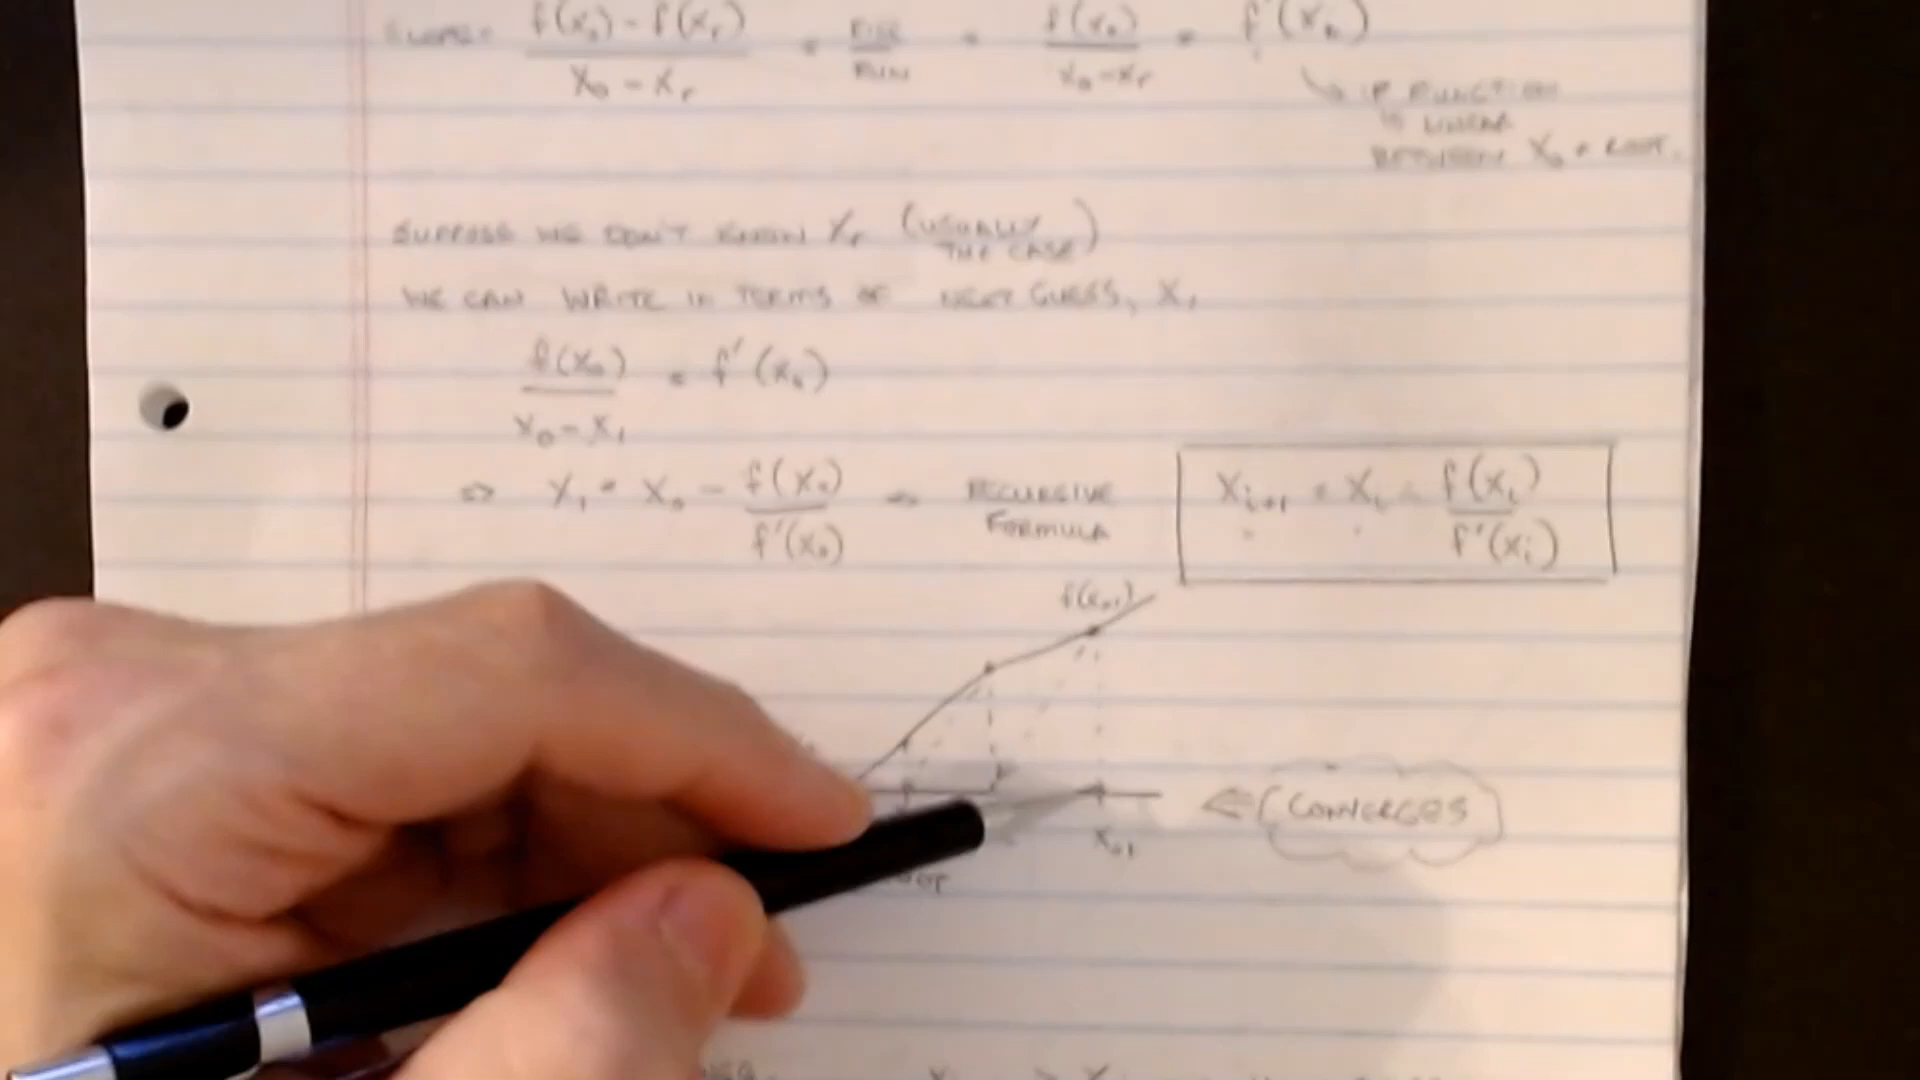 SLOPE = f(x₀) - f(xᵣ) / x₀ - xᵣ = RISE / RUN = f(x₀) / x₀ - xᵣ = f'(x₀)
↳ IF FUNCTION
IS LINEAR
BETWEEN X₀ + ROOT.
SUPPOSE WE DON'T KNOW Xᵣ (USUALLY THE CASE)
WE CAN WRITE IN TERMS OF NEXT GUESS, X₁
f(x₀) / x₀ - x₁ = f'(x₀)
⇒ X₁ = X₀ - f(x₀) / f'(x₀)
RECURSIVE
FORMULA
Xᵢ₊₁ = Xᵢ - f(xᵢ) / f'(xᵢ)
CONVERGES